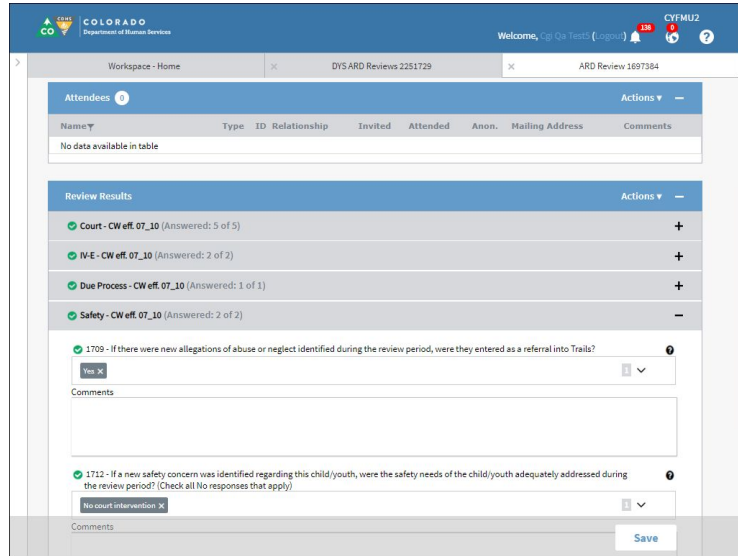 CDHS
CO
COLORADO
Department of Human Services
CYFMU2
Welcome, Cgi Qa Test5 (Logout)
138
0
?
>
Workspace - Home
× DYS ARD Reviews 2251729
× ARD Review 1697384
Attendees 0 Actions ▾ –
Name Type ID Relationship Invited Attended Anon. Mailing Address Comments
No data available in table
Review Results Actions ▾ –
Court - CW eff. 07_10 (Answered: 5 of 5) +
IV-E - CW eff. 07_10 (Answered: 2 of 2) +
Due Process - CW eff. 07_10 (Answered: 1 of 1) +
Safety - CW eff. 07_10 (Answered: 2 of 2) –
1709 - If there were new allegations of abuse or neglect identified during the review period, were they entered as a referral into Trails? ?
Yes × 1
Comments
1712 - If a new safety concern was identified regarding this child/youth, were the safety needs of the child/youth adequately addressed during ?
the review period? (Check all No responses that apply)
No court intervention × 1
Comments
Save